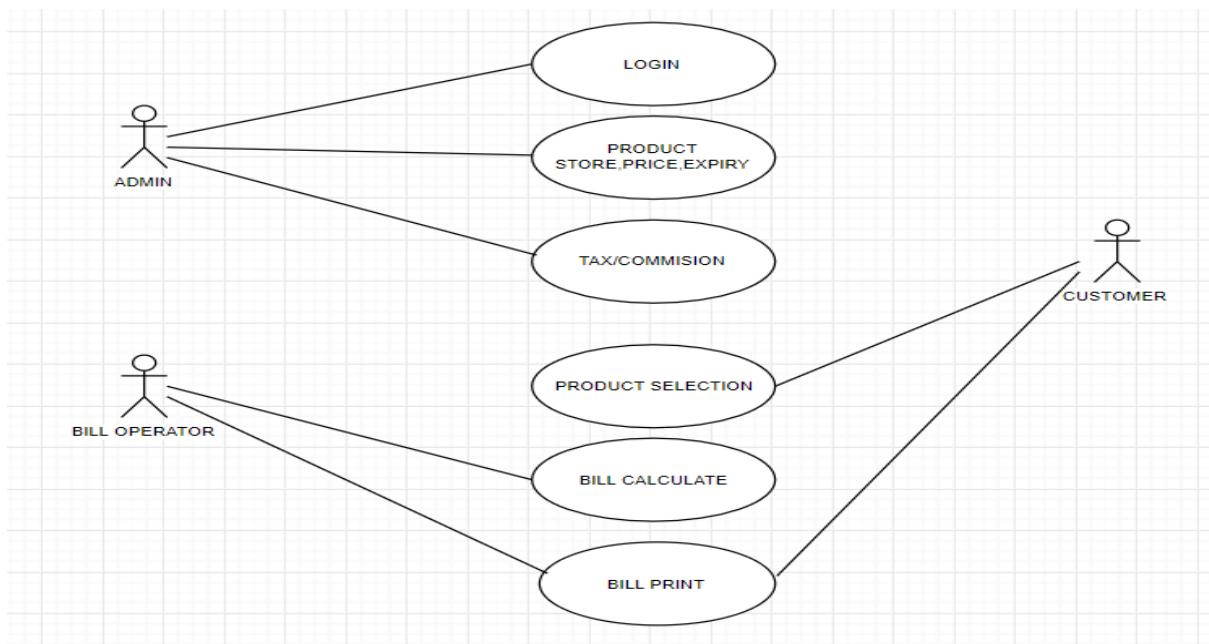 LOGIN
PRODUCT
STORE,PRICE,EXPIRY
ADMIN
TAX/COMMISION
CUSTOMER
PRODUCT SELECTION
BILL OPERATOR
BILL CALCULATE
BILL PRINT